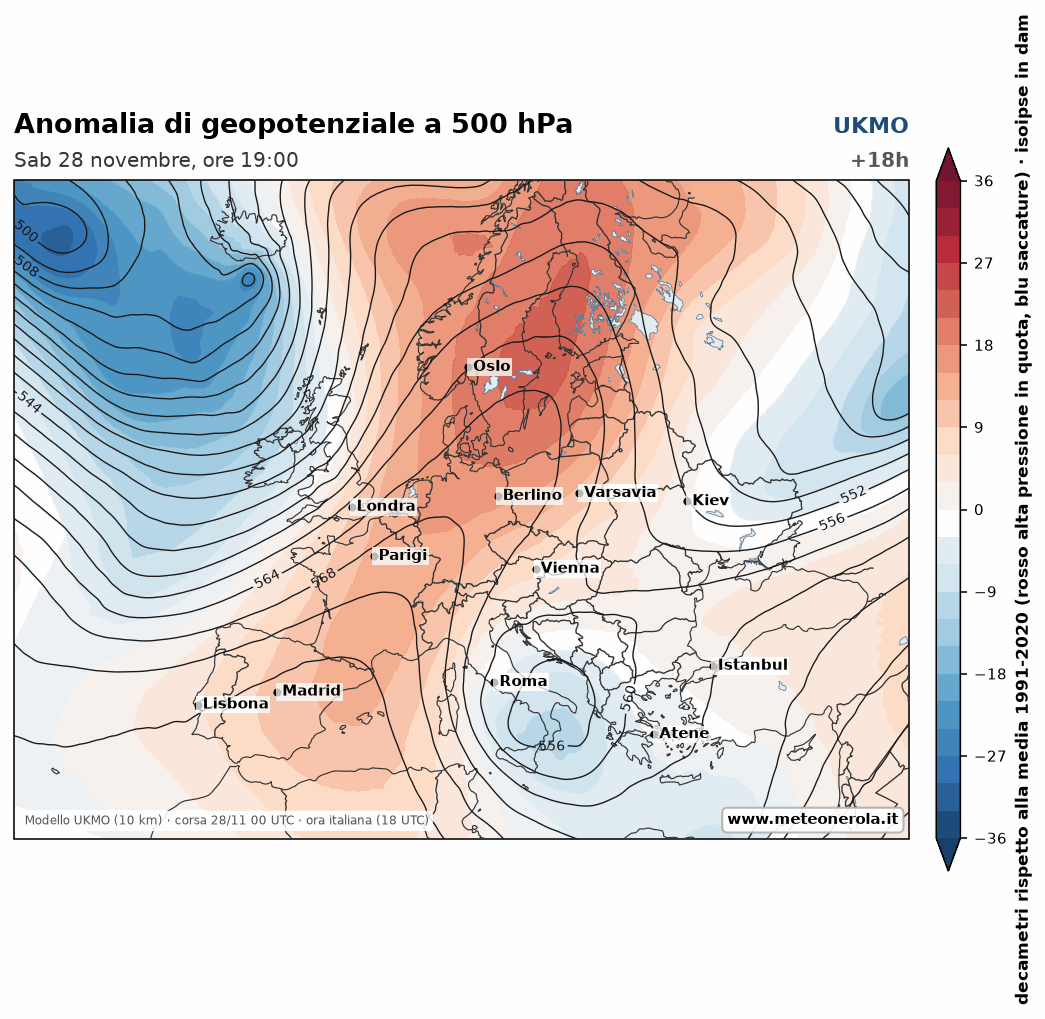 Anomalia di geopotenziale a 500 hPa
UKMO
Sab 28 novembre, ore 19:00
+18h
500
508
544
552
556
564
568
560
556
Oslo
Londra
Berlino
Varsavia
Kiev
Parigi
Vienna
Roma
Istanbul
Madrid
Lisbona
Atene
Modello UKMO (10 km) · corsa 28/11 00 UTC · ora italiana (18 UTC)
www.meteonerola.it
36
27
18
9
0
−9
−18
−27
−36
decametri rispetto alla media 1991-2020 (rosso alta pressione in quota, blu saccature) · isoipse in dam